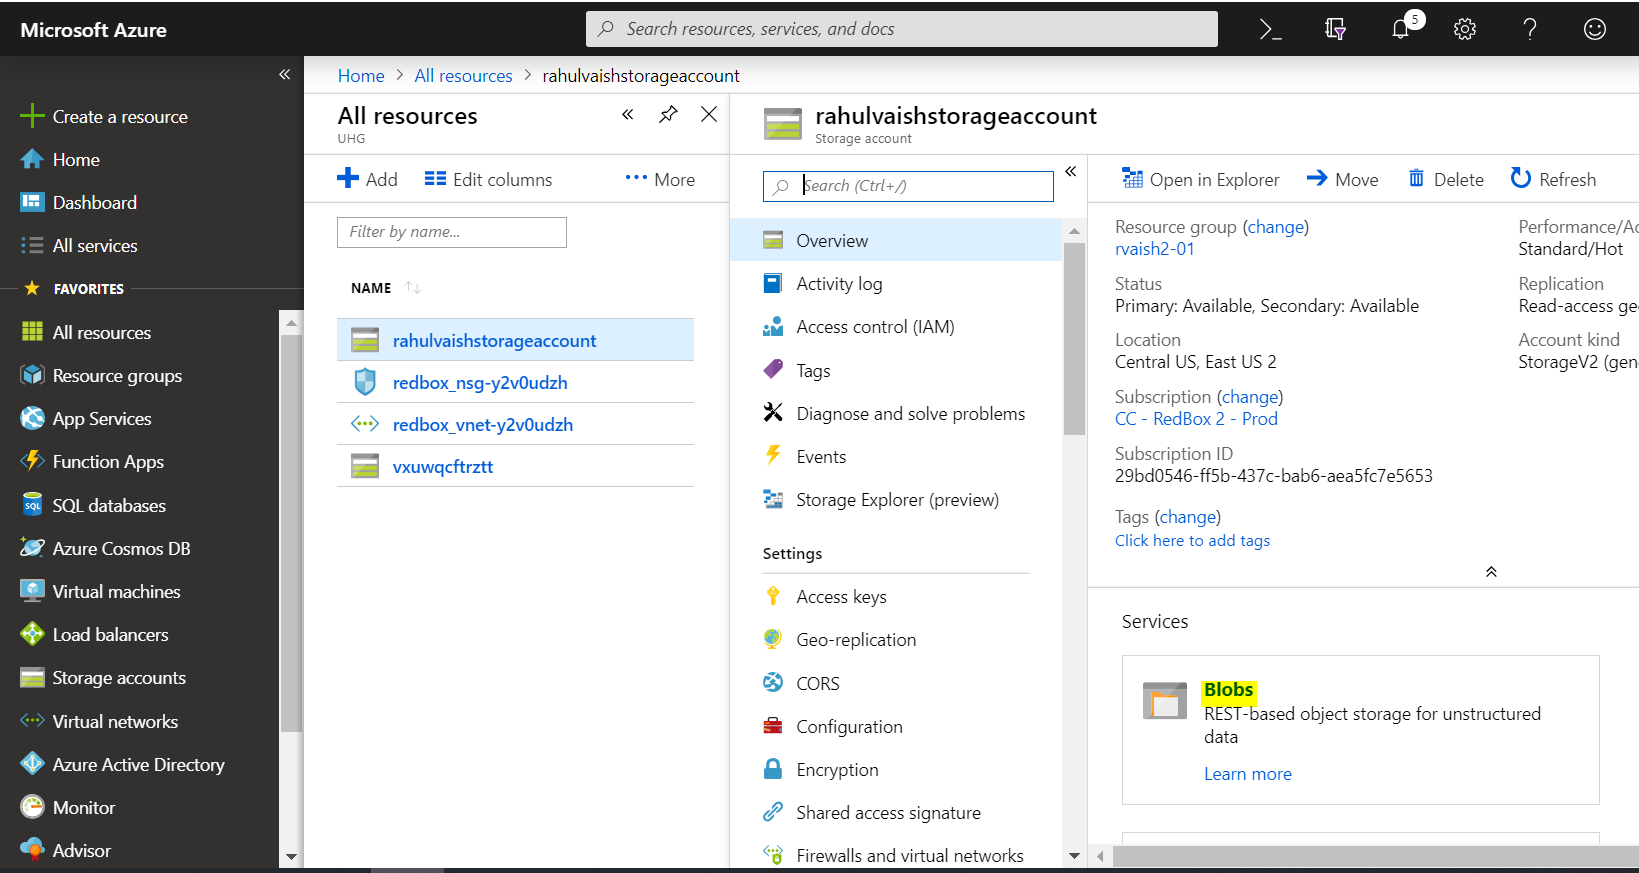 Microsoft Azure
Search resources, services, and docs
5
Create a resource
Home
Dashboard
All services
FAVORITES
All resources
Resource groups
App Services
Function Apps
SQL
SQL databases
Azure Cosmos DB
Virtual machines
Load balancers
Storage accounts
Virtual networks
Azure Active Directory
Monitor
Advisor
Home > All resources > rahulvaishstorageaccount
All resources
UHG
Add Edit columns More
Filter by name...
NAME
rahulvaishstorageaccount
redbox_nsg-y2v0udzh
redbox_vnet-y2v0udzh
vxuwqcftrztt
rahulvaishstorageaccount
Storage account
Search (Ctrl+/)
Overview
Activity log
Access control (IAM)
Tags
Diagnose and solve problems
Events
Storage Explorer (preview)
Settings
Access keys
Geo-replication
CORS
Configuration
Encryption
Shared access signature
Firewalls and virtual networks
Open in Explorer Move Delete Refresh
Resource group (change)
rvaish2-01
Status
Primary: Available, Secondary: Available
Location
Central US, East US 2
Subscription (change)
CC - RedBox 2 - Prod
Subscription ID
29bd0546-ff5b-437c-bab6-aea5fc7e5653
Tags (change)
Click here to add tags
Performance/Ac
Standard/Hot
Replication
Read-access geo
Account kind
StorageV2 (gen
Services
Blobs
REST-based object storage for unstructured
data
Learn more